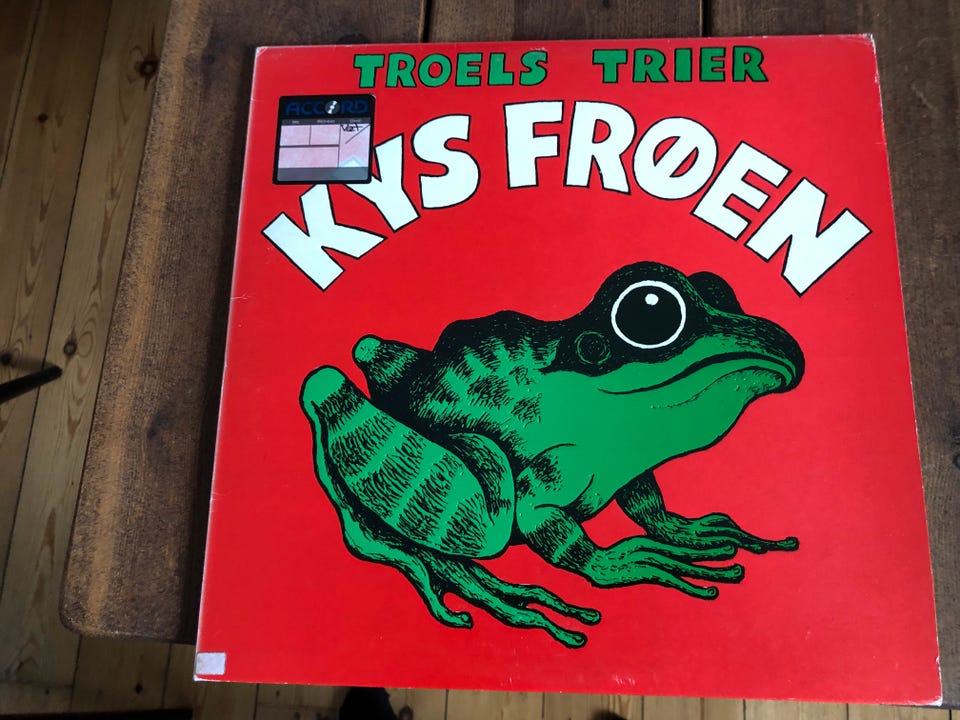 TROELS TRIER
ACCORD
KYS FRØEN